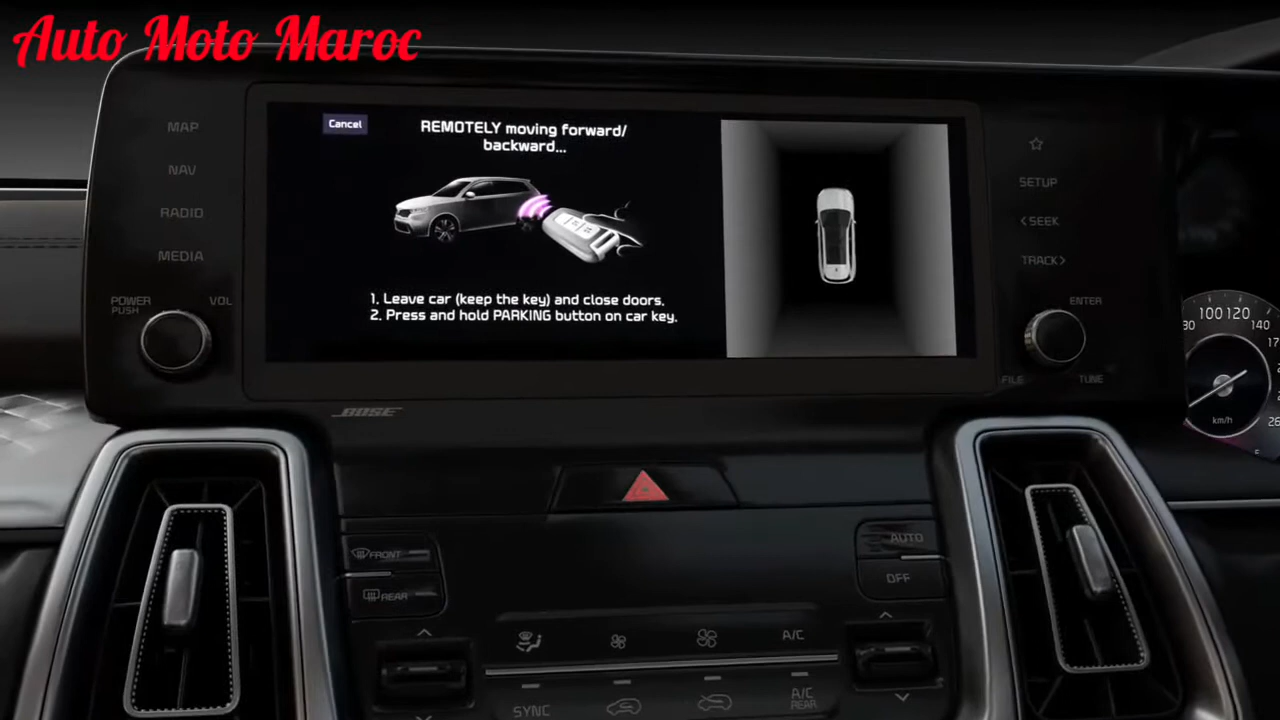 Auto Moto Maroc
Cancel
REMOTELY moving forward/
backward...
1. Leave car (keep the key) and close doors.
2. Press and hold PARKING button on car key.
MAP
NAV
RADIO
MEDIA
POWER
PUSH
VOL
SETUP
< SEEK
TRACK >
ENTER
FILE
TUNE
BOSE
FRONT
REAR
AUTO
OFF
A/C
SYNC
A/C
REAR
100 120
80
140
26
km/h